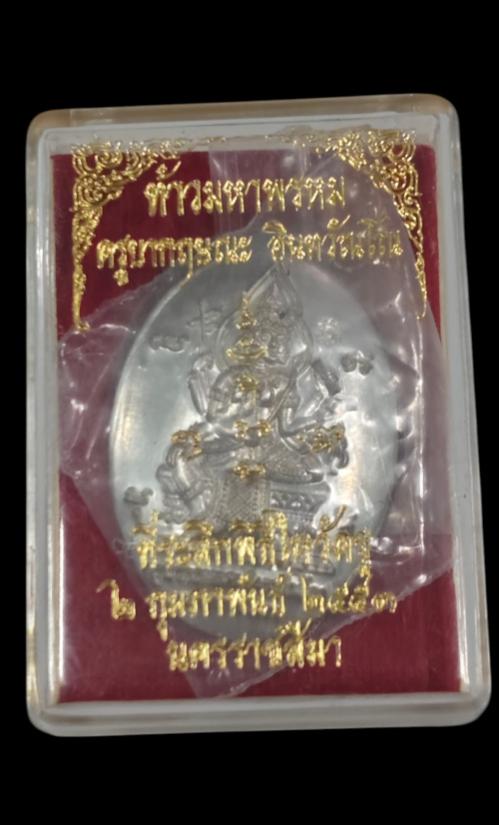 ท้าวมหาพรหม
ครูบากฤษณะ อินทวัณโณ
ที่ระลึกพิธีไหว้ครู
๒ กุมภาพันธ์ ๒๕๕๓
นครราชสีมา